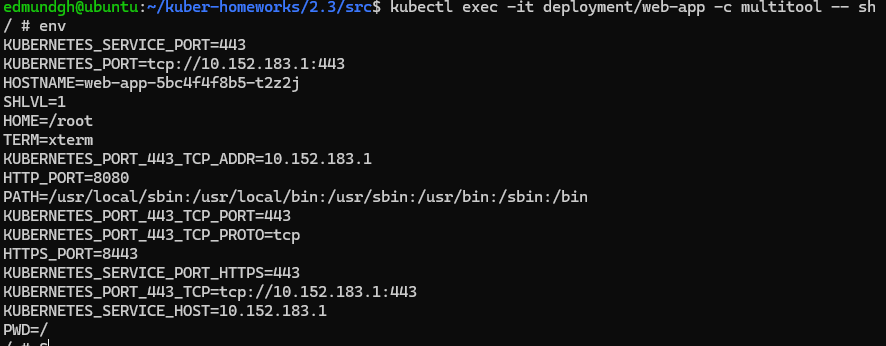 edmundgh@ubuntu:~/kuber-homeworks/2.3/src$ kubectl exec -it deployment/web-app -c multitool -- sh
/ # env
KUBERNETES_SERVICE_PORT=443
KUBERNETES_PORT=tcp://10.152.183.1:443
HOSTNAME=web-app-5bc4f4f8b5-t2z2j
SHLVL=1
HOME=/root
TERM=xterm
KUBERNETES_PORT_443_TCP_ADDR=10.152.183.1
HTTP_PORT=8080
PATH=/usr/local/sbin:/usr/local/bin:/usr/sbin:/usr/bin:/sbin:/bin
KUBERNETES_PORT_443_TCP_PORT=443
KUBERNETES_PORT_443_TCP_PROTO=tcp
HTTPS_PORT=8443
KUBERNETES_SERVICE_PORT_HTTPS=443
KUBERNETES_PORT_443_TCP=tcp://10.152.183.1:443
KUBERNETES_SERVICE_HOST=10.152.183.1
PWD=/